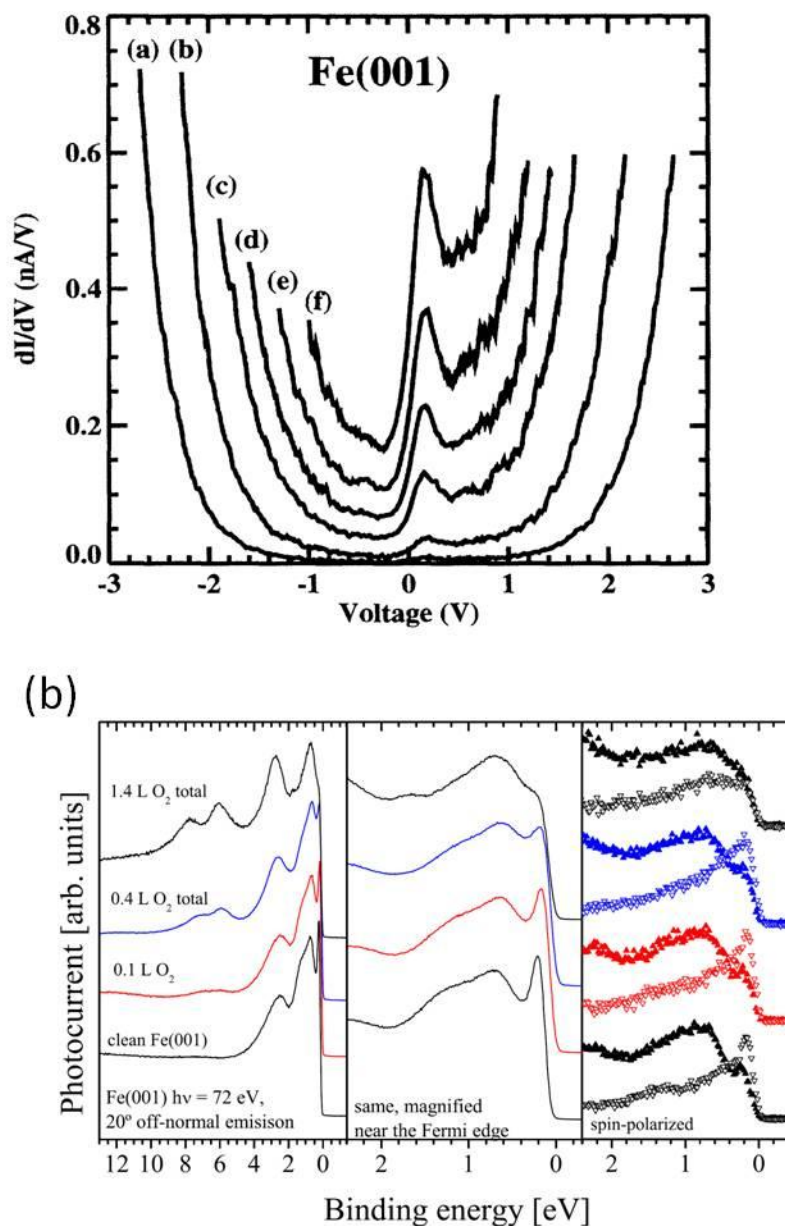 Fe(001)
(a) (b)
(c)
(d)
(e)
(f)
dI/dV (nA/V)
0.8
0.6
0.4
0.2
0.0
-3 -2 -1 0 1 2 3
Voltage (V)
(b)
Photocurrent [arb. units]
1.4 L O₂ total
0.4 L O₂ total
0.1 L O₂
clean Fe(001)
Fe(001) hν = 72 eV,
20º off-normal emisison
same, magnified
near the Fermi edge
spin-polarized
12 10 8 6 4 2 0 2 1 0 1 0
Binding energy [eV]